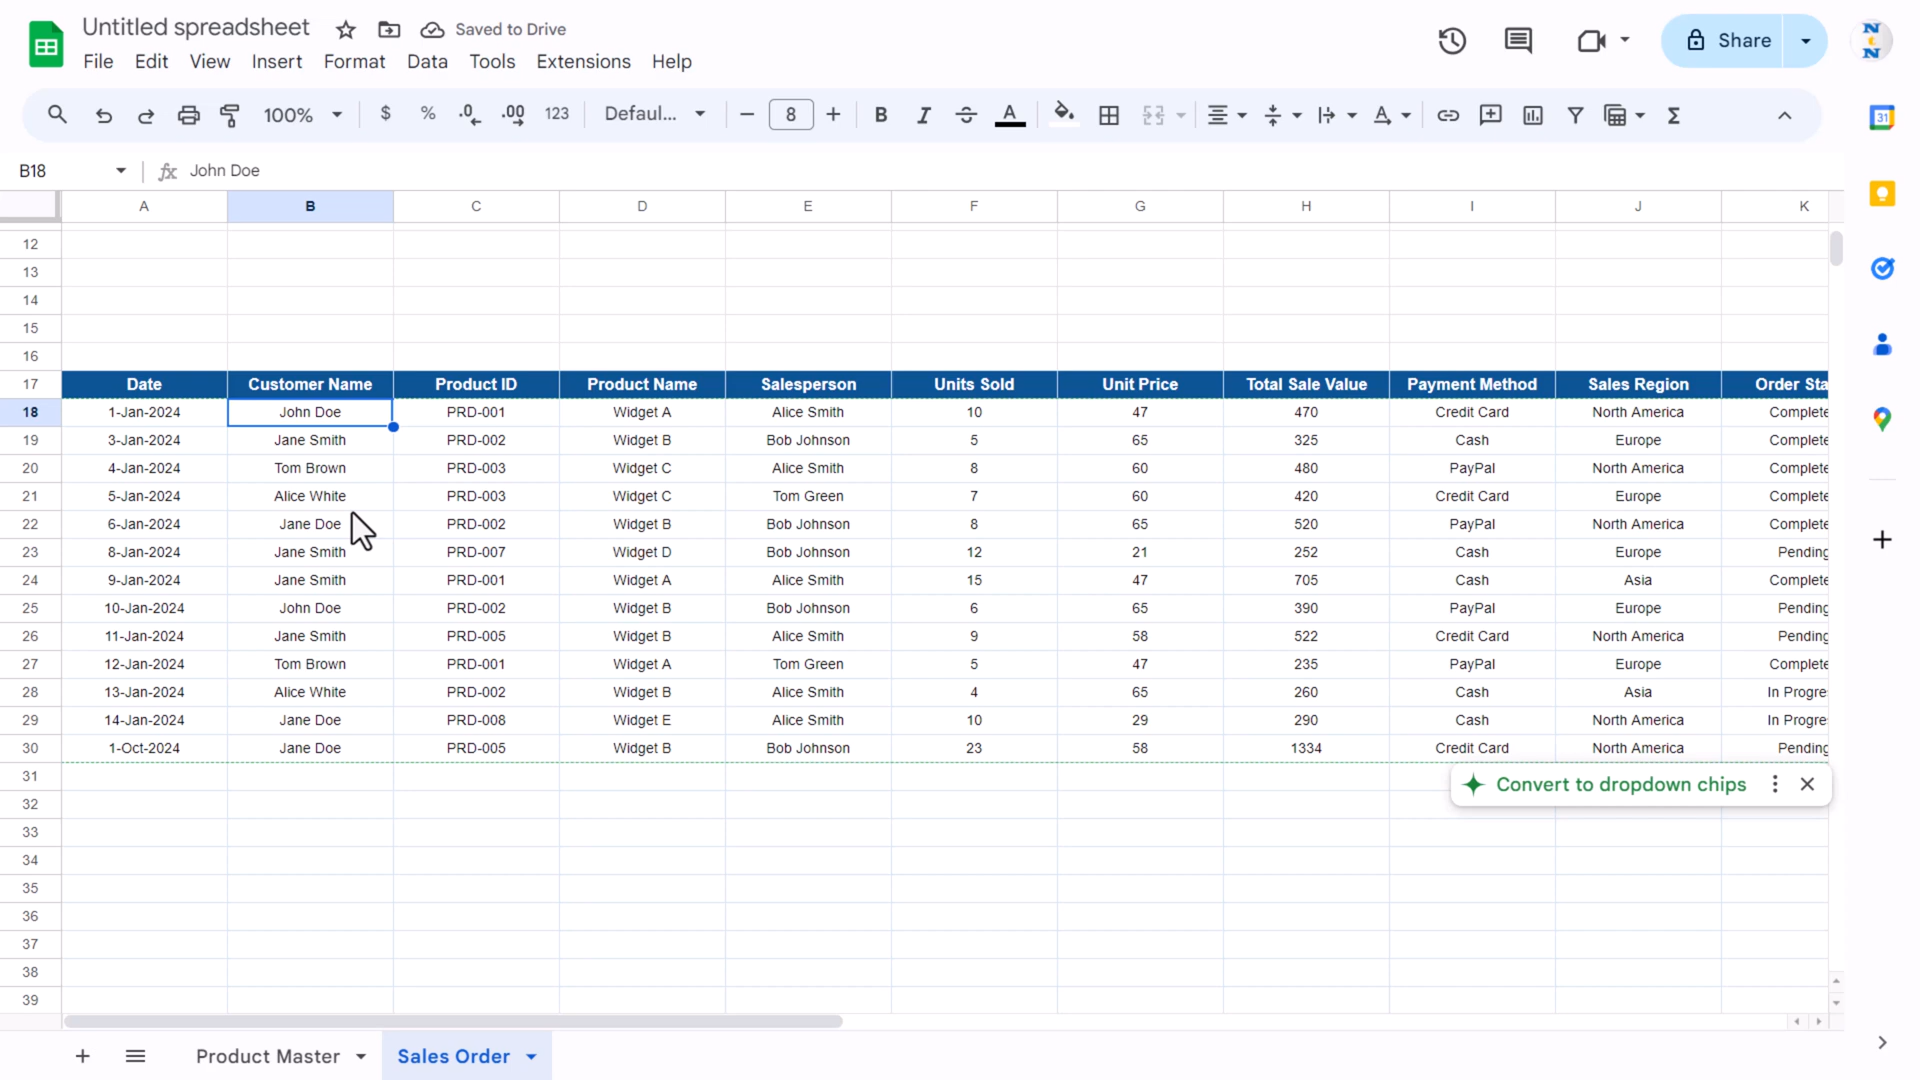 Untitled spreadsheet Saved to Drive
File Edit View Insert Format Data Tools Extensions Help
Share
100% $ % .0 .00 123 Defaul... 8 B I A Σ
B18 fx John Doe
31
A B C D E F G H I J K
12
13
14
15
16
17 Date Customer Name Product ID Product Name Salesperson Units Sold Unit Price Total Sale Value Payment Method Sales Region Order Sta
18 1-Jan-2024 John Doe PRD-001 Widget A Alice Smith 10 47 470 Credit Card North America Complete
19 3-Jan-2024 Jane Smith PRD-002 Widget B Bob Johnson 5 65 325 Cash Europe Complete
20 4-Jan-2024 Tom Brown PRD-003 Widget C Alice Smith 8 60 480 PayPal North America Complete
21 5-Jan-2024 Alice White PRD-003 Widget C Tom Green 7 60 420 Credit Card Europe Complete
22 6-Jan-2024 Jane Doe PRD-002 Widget B Bob Johnson 8 65 520 PayPal North America Complete
23 8-Jan-2024 Jane Smith PRD-007 Widget D Bob Johnson 12 21 252 Cash Europe Pending
24 9-Jan-2024 Jane Smith PRD-001 Widget A Alice Smith 15 47 705 Cash Asia Complete
25 10-Jan-2024 John Doe PRD-002 Widget B Bob Johnson 6 65 390 PayPal Europe Pending
26 11-Jan-2024 Jane Smith PRD-005 Widget B Alice Smith 9 58 522 Credit Card North America Pending
27 12-Jan-2024 Tom Brown PRD-001 Widget A Tom Green 5 47 235 PayPal Europe Complete
28 13-Jan-2024 Alice White PRD-002 Widget B Alice Smith 4 65 260 Cash Asia In Progre
29 14-Jan-2024 Jane Doe PRD-008 Widget E Alice Smith 10 29 290 Cash North America In Progre
30 1-Oct-2024 Jane Doe PRD-005 Widget B Bob Johnson 23 58 1334 Credit Card North America Pending
31
Convert to dropdown chips
32
33
34
35
36
37
38
39
Product Master Sales Order